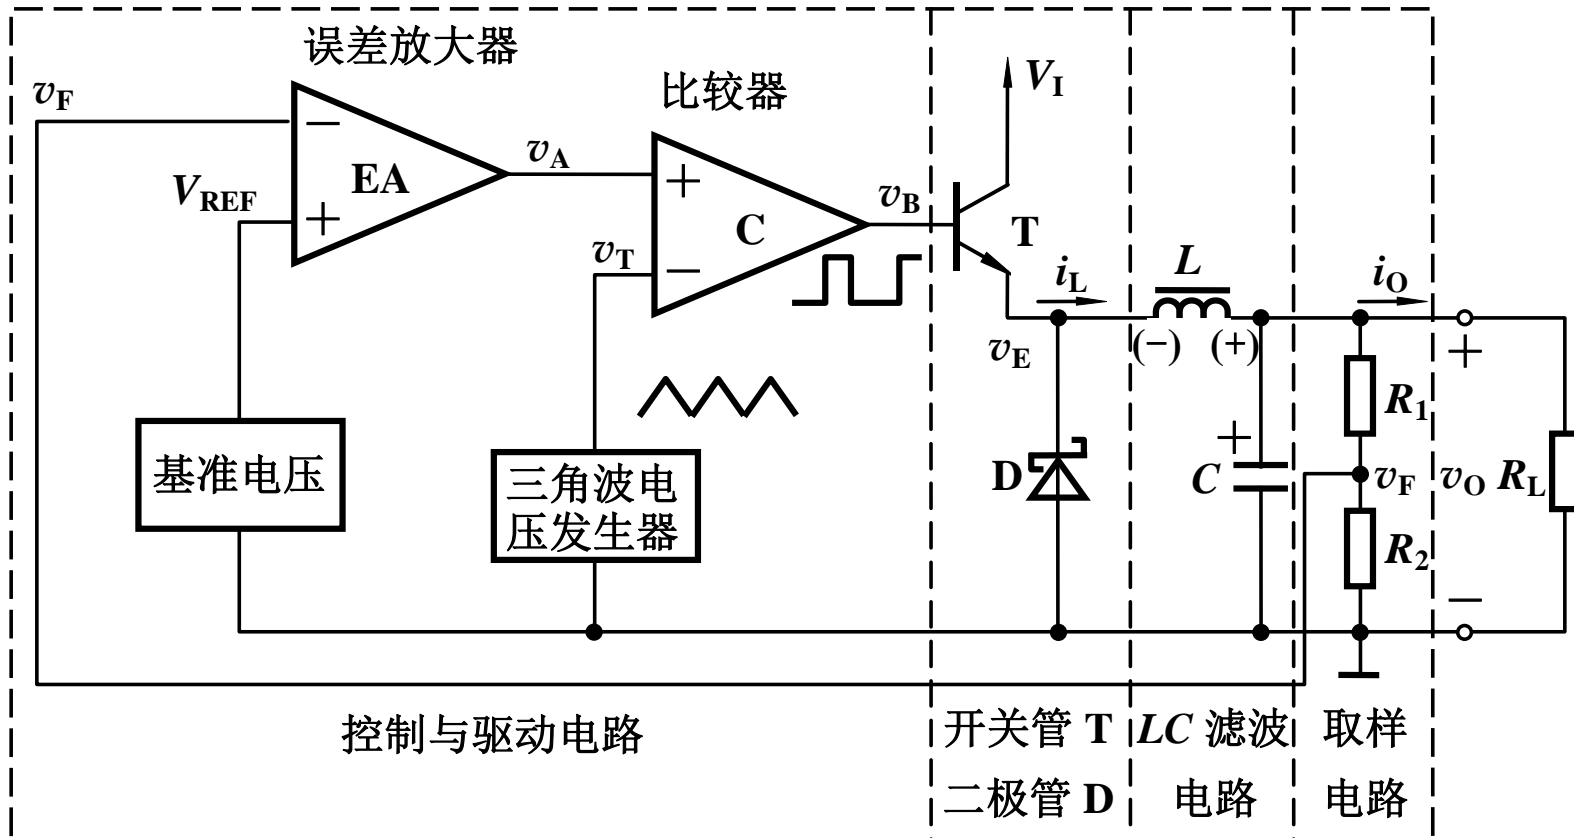 误差放大器
比较器
v_F
V_I
−
EA
v_A
V_REF
+
+
C
v_B
T
v_T
−
i_L
L
i_O
v_E
(−) (+)
+
R_1
基准电压
三角波电
压发生器
D
+
C
v_F
v_O
R_L
R_2
−
控制与驱动电路
开关管 T
二极管 D
LC 滤波
电路
取样
电路